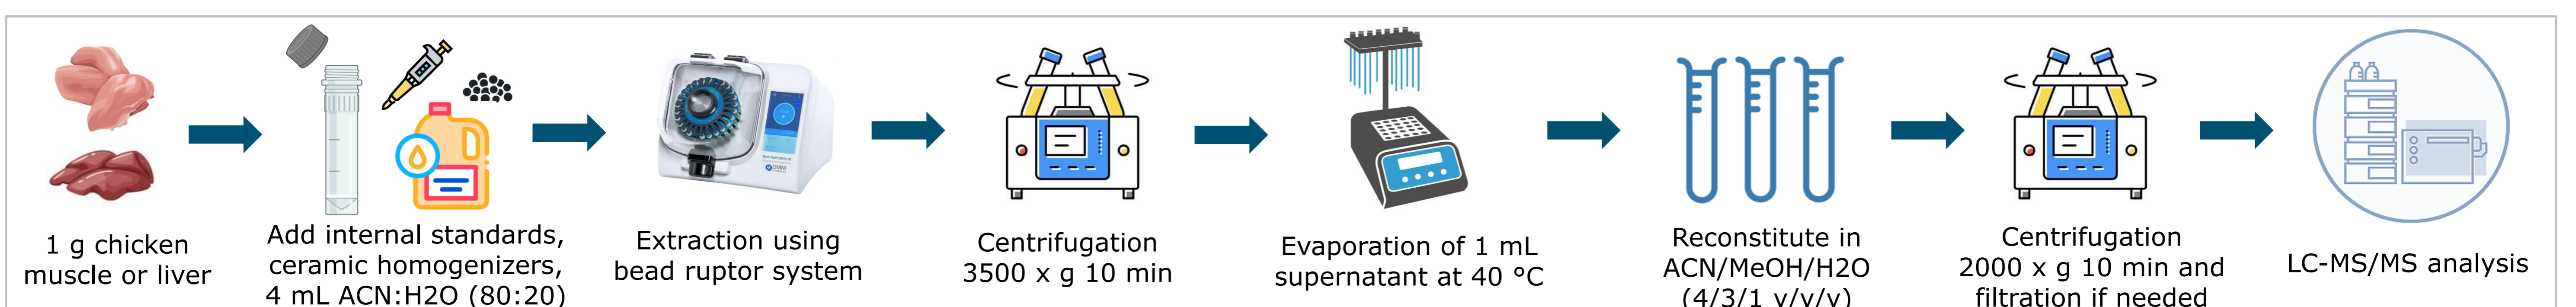 1 g chicken
muscle or liver
Add internal standards,
ceramic homogenizers,
4 mL ACN:H2O (80:20)
Extraction using
bead ruptor system
Centrifugation
3500 x g 10 min
Evaporation of 1 mL
supernatant at 40 °C
Reconstitute in
ACN/MeOH/H2O
(4/3/1 v/v/v)
Centrifugation
2000 x g 10 min and
filtration if needed
LC-MS/MS analysis
OMNI